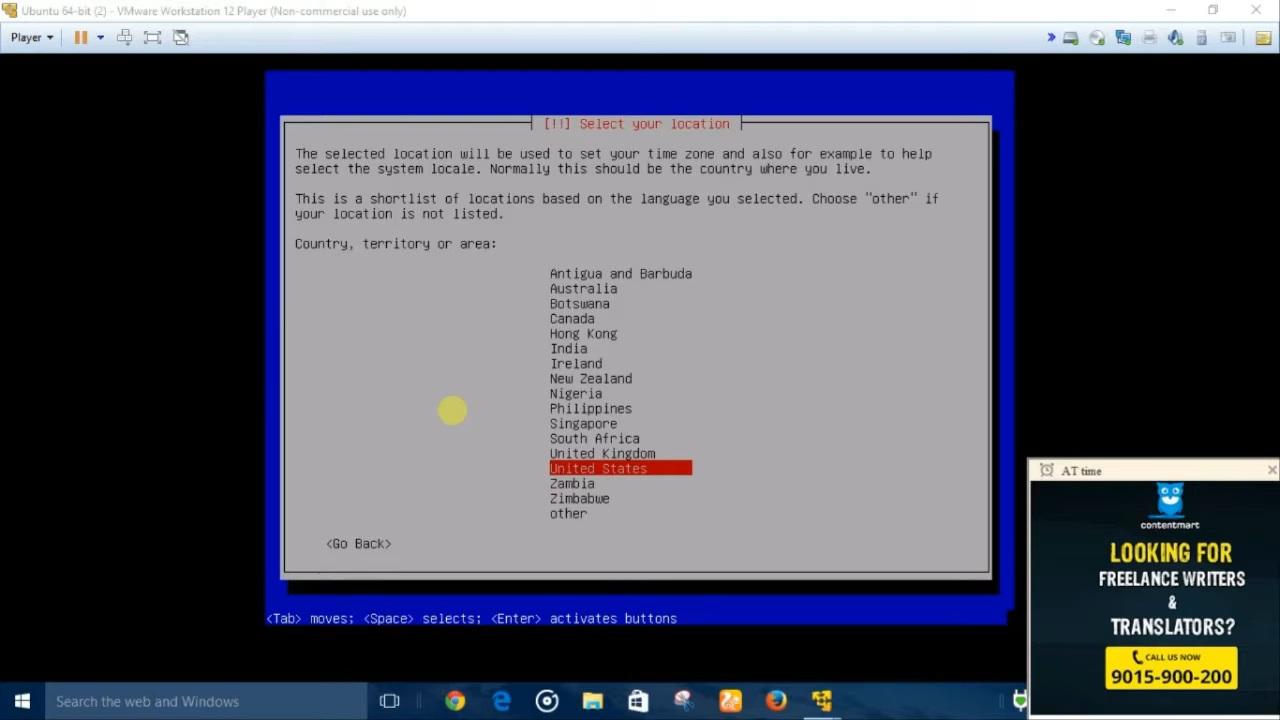 Ubuntu 64-bit (2) - VMware Workstation 12 Player (Non-commercial use only)
Player
[!!] Select your location
The selected location will be used to set your time zone and also for example to help
select the system locale. Normally this should be the country where you live.
This is a shortlist of locations based on the language you selected. Choose "other" if
your location is not listed.
Country, territory or area:
Antigua and Barbuda
Australia
Botswana
Canada
Hong Kong
India
Ireland
New Zealand
Nigeria
Philippines
Singapore
South Africa
United Kingdom
United States
Zambia
Zimbabwe
other
<Go Back>
<Tab> moves; <Space> selects; <Enter> activates buttons
AT time
contentmart
LOOKING FOR
FREELANCE WRITERS
&
TRANSLATORS?
CALL US NOW
9015-900-200
Search the web and Windows